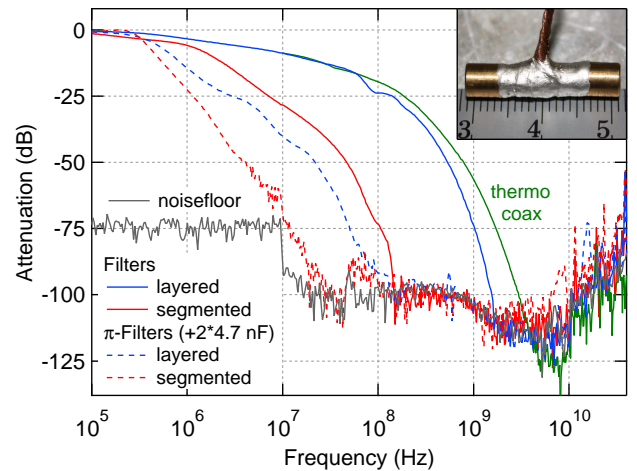 0
-25
-50
-75
-100
-125
Attenuation (dB)
3 4 5
thermo
coax
noisefloor
Filters
layered
segmented
π-Filters (+2*4.7 nF)
layered
segmented
10⁵ 10⁶ 10⁷ 10⁸ 10⁹ 10¹⁰
Frequency (Hz)